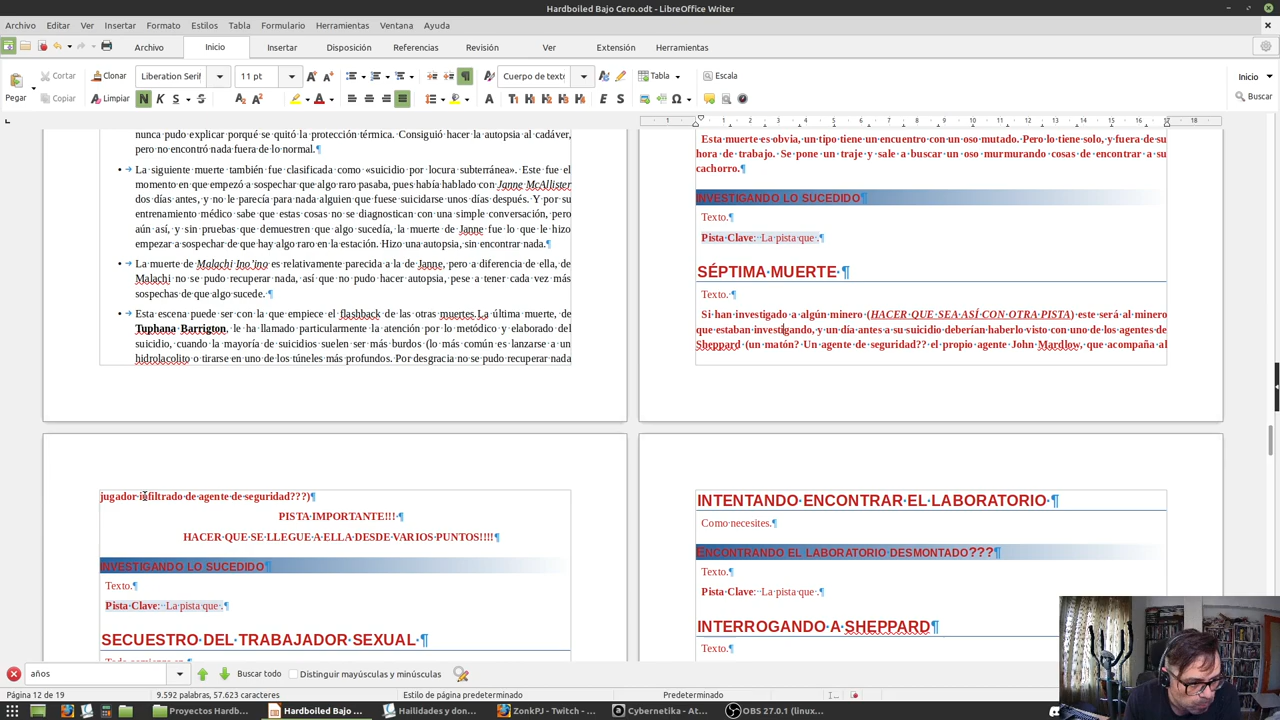 Hardboiled Bajo Cero.odt - LibreOffice Writer
Archivo Editar Ver Insertar Formato Estilos Tabla Formulario Herramientas Ventana Ayuda
Archivo Inicio Insertar Disposición Referencias Revisión Ver Extensión Herramientas
Pegar Cortar Clonar Liberation Serif 11 pt Cuerpo de texto Tabla Escala Inicio
Copiar Limpiar Buscar
nunca pudo explicar porqué se quitó la protección térmica. Consiguió hacer la autopsia al cadáver,
pero no encontró nada fuera de lo normal.¶
• La siguiente muerte también fue clasificada como «suicidio por locura subterránea». Este fue el
momento en que empezó a sospechar que algo raro pasaba, pues había hablado con Janne McAllister
dos días antes, y no le parecía para nada alguien que fuese suicidarse unos días después. Y por su
entrenamiento médico sabe que estas cosas no se diagnostican con una simple conversación, pero
aún así, y sin pruebas que demuestren que algo sucedía, la muerte de Janne fue lo que le hizo
empezar a sospechar de que hay algo raro en la estación. Hizo una autopsia, sin encontrar nada.¶
• La muerte de Malachi Ino'ino es relativamente parecida a la de Janne, pero a diferencia de ella, de
Malachi no se pudo recuperar nada, así que no pudo hacer autopsia, pese a tener cada vez más
sospechas de que algo sucede. ¶
• Esta escena puede ser con la que empiece el flashback de las otras muertes.La última muerte, de
Tuphana Barrigton, le ha llamado particularmente la atención por lo metódico y elaborado del
suicidio, cuando la mayoría de suicidios suelen ser más burdos (lo más común es lanzarse a un
hidrolacolito o tirarse en uno de los túneles más profundos. Por desgracia no se pudo recuperar nada
Esta muerte es obvia, un tipo tiene un encuentro con un oso mutado. Pero lo tiene solo, y fuera de su
hora de trabajo. Se pone un traje y sale a buscar un oso murmurando cosas de encontrar a su
cachorro.¶
INVESTIGANDO LO SUCEDIDO¶
Texto.¶
Pista Clave: La pista que .¶
SÉPTIMA MUERTE ¶
Texto. ¶
Si han investigado a algún minero (HACER QUE SEA ASÍ CON OTRA PISTA) este será al minero
que estaban investigando, y un día antes a su suicidio deberían haberlo visto con uno de los agentes de
Sheppard (un matón? Un agente de seguridad?? el propio agente John Mardlow, que acompaña al
jugador infiltrado de agente de seguridad???)¶
PISTA IMPORTANTE!!! ¶
HACER QUE SE LLEGUE A ELLA DESDE VARIOS PUNTOS!!!!¶
INVESTIGANDO LO SUCEDIDO¶
Texto.¶
Pista Clave: La pista que .¶
SECUESTRO DEL TRABAJADOR SEXUAL ¶
INTENTANDO ENCONTRAR EL LABORATORIO ¶
Como necesites.¶
ENCONTRANDO EL LABORATORIO DESMONTADO???¶
Texto.¶
Pista Clave: La pista que .¶
INTERROGANDO A SHEPPARD¶
Texto.¶
años Buscar todo Distinguir mayúsculas y minúsculas
Página 12 de 19 9.592 palabras, 57.623 caracteres Estilo de página predeterminado Predeterminado
Proyectos Hardb... Hardboiled Bajo ... Hailidades y don... ZonkPJ - Twitch - ... Cybernetika - At... OBS 27.0.1 (linux...